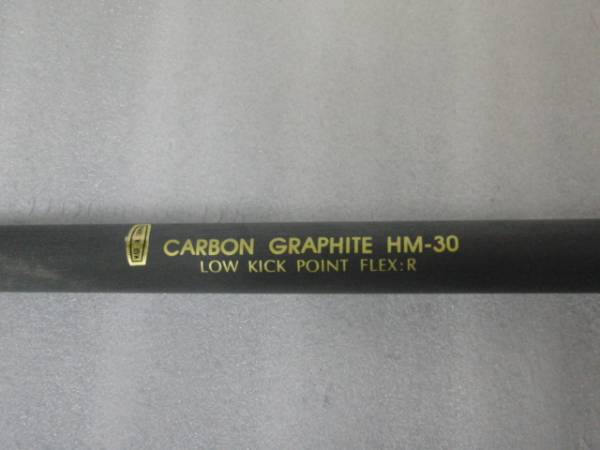 CARBON GRAPHITE HM-30
LOW KICK POINT FLEX:R